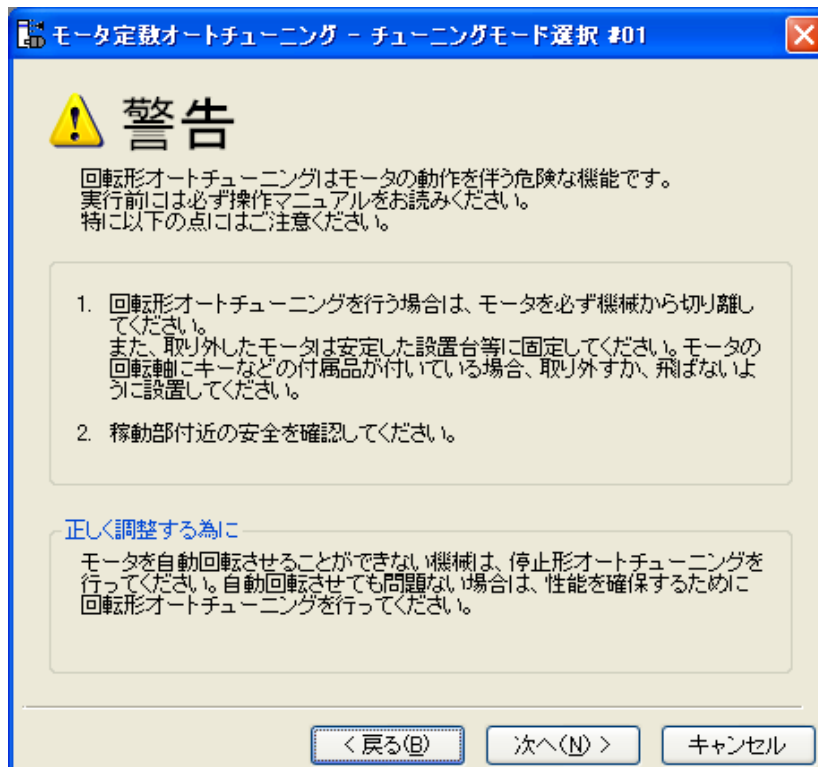 モータ定数オートチューニング - チューニングモード選択 #01
警告
回転形オートチューニングはモータの動作を伴う危険な機能です。
実行前には必ず操作マニュアルをお読みください。
特に以下の点にはご注意ください。
1. 回転形オートチューニングを行う場合は、モータを必ず機械から切り離し
てください。
また、取り外したモータは安定した設置台等に固定してください。モータの
回転軸にキーなどの付属品が付いている場合、取り外すか、飛ばないよ
うに設置してください。
2. 稼動部付近の安全を確認してください。
正しく調整する為に
モータを自動回転させることができない機械は、停止形オートチューニングを
行ってください。自動回転させても問題ない場合は、性能を確保するために
回転形オートチューニングを行ってください。
< 戻る(B) 次へ(N) > キャンセル